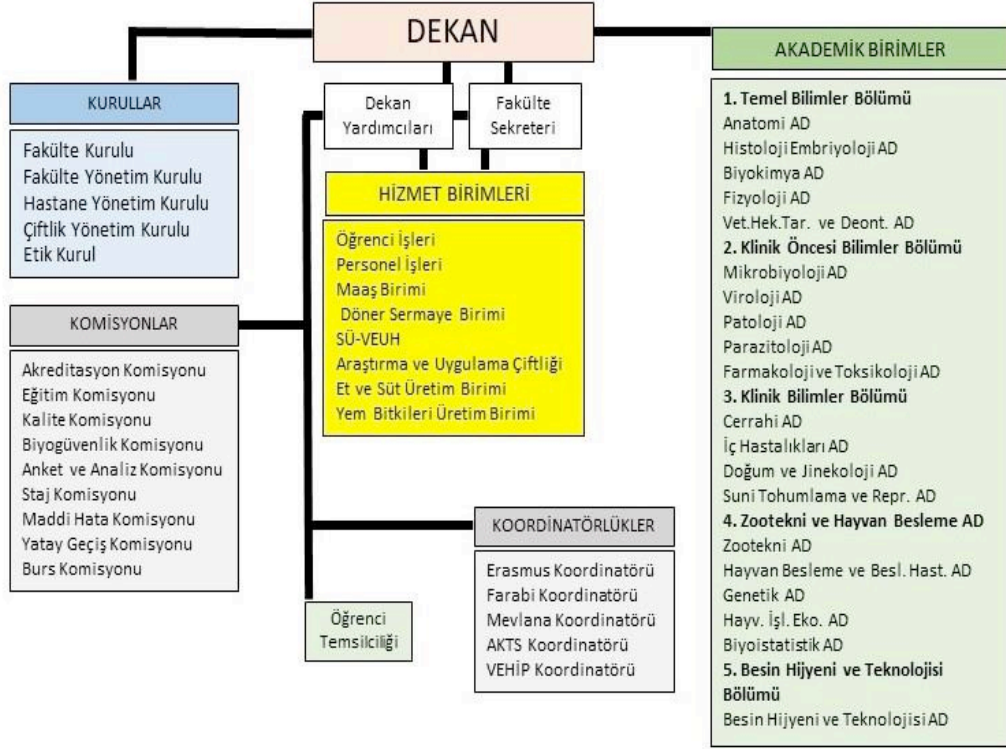 DEKAN
KURULLAR
Fakülte Kurulu
Fakülte Yönetim Kurulu
Hastane Yönetim Kurulu
Çiftlik Yönetim Kurulu
Etik Kurul
KOMİSYONLAR
Akreditasyon Komisyonu
Eğitim Komisyonu
Kalite Komisyonu
Biyogüvenlik Komisyonu
Anket ve Analiz Komisyonu
Staj Komisyonu
Maddi Hata Komisyonu
Yatay Geçiş Komisyonu
Burs Komisyonu
Dekan
Yardımcıları
Fakülte
Sekreteri
HİZMET BİRİMLERİ
Öğrenci İşleri
Personel İşleri
Maaş Birimi
Döner Sermaye Birimi
SÜ-VEUH
Araştırma ve Uygulama Çiftliği
Et ve Süt Üretim Birimi
Yem Bitkileri Üretim Birimi
KOORDİNATÖRLÜKLER
Erasmus Koordinatörü
Farabi Koordinatörü
Mevlana Koordinatörü
AKTS Koordinatörü
VEHİP Koordinatörü
Öğrenci
Temsilciliği
AKADEMİK BİRİMLER
1. Temel Bilimler Bölümü
Anatomi AD
Histoloji Embriyoloji AD
Biyokimya AD
Fizyoloji AD
Vet.Hek.Tar. ve Deont. AD
2. Klinik Öncesi Bilimler Bölümü
Mikrobiyoloji AD
Viroloji AD
Patoloji AD
Parazitoloji AD
Farmakoloji ve Toksikoloji AD
3. Klinik Bilimler Bölümü
Cerrahi AD
İç Hastalıkları AD
Doğum ve Jinekoloji AD
Suni Tohumlama ve Repr. AD
4. Zootekni ve Hayvan Besleme AD
Zootekni AD
Hayvan Besleme ve Besl. Hast. AD
Genetik AD
Hayv. İşl. Eko. AD
Biyoistatistik AD
5. Besin Hijyeni ve Teknolojisi
Bölümü
Besin Hijyeni ve Teknolojisi AD